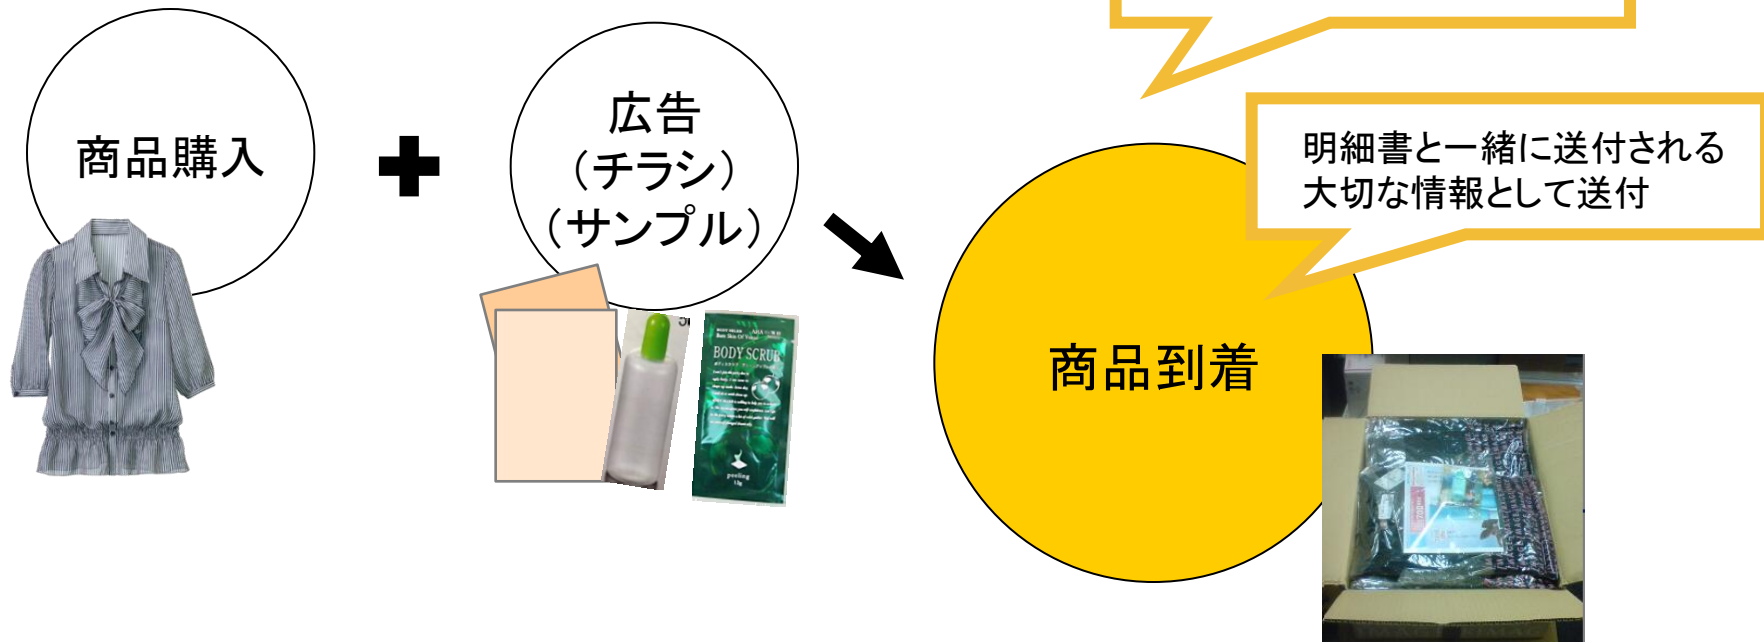 商品購入
広告
（チラシ）
（サンプル）
明細書と一緒に送付される
大切な情報として送付
商品到着
BODY SCRUB
peeling